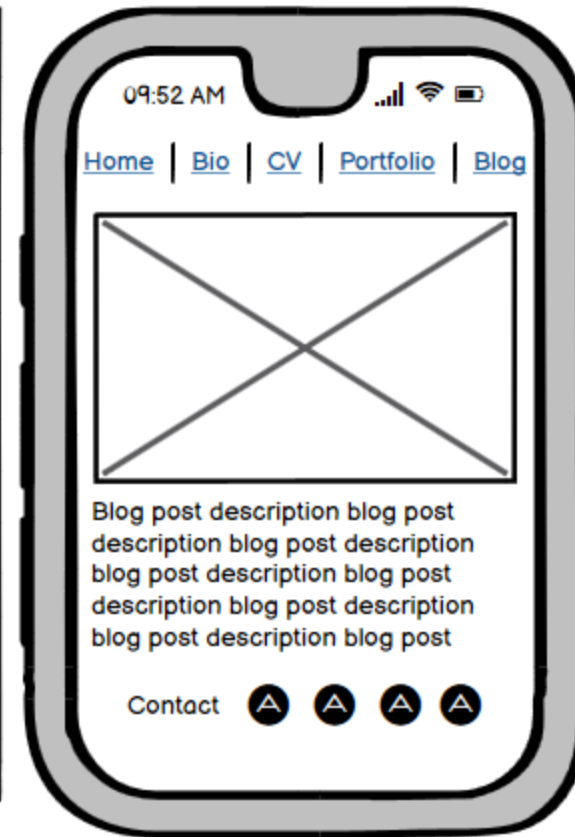 09:52 AM
Home | Bio | CV | Portfolio | Blog
Blog post description blog post
description blog post description
blog post description blog post
description blog post description
blog post description blog post
Contact A A A A